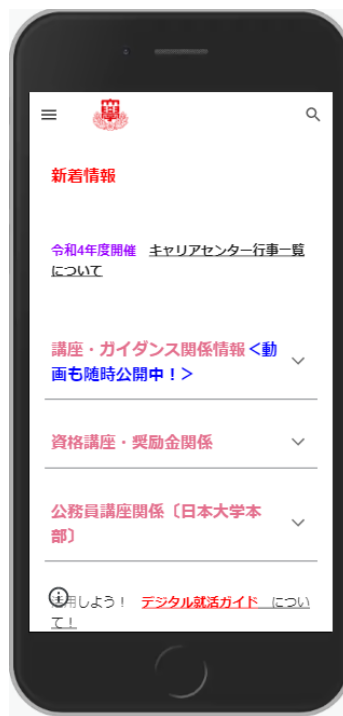 新着情報
令和4年度開催 キャリアセンター行事一覧
について
講座・ガイダンス関係情報<動
画も随時公開中！>
資格講座・奨励金関係
公務員講座関係〔日本大学本
部〕
用しよう！ デジタル就活ガイド につい
て！